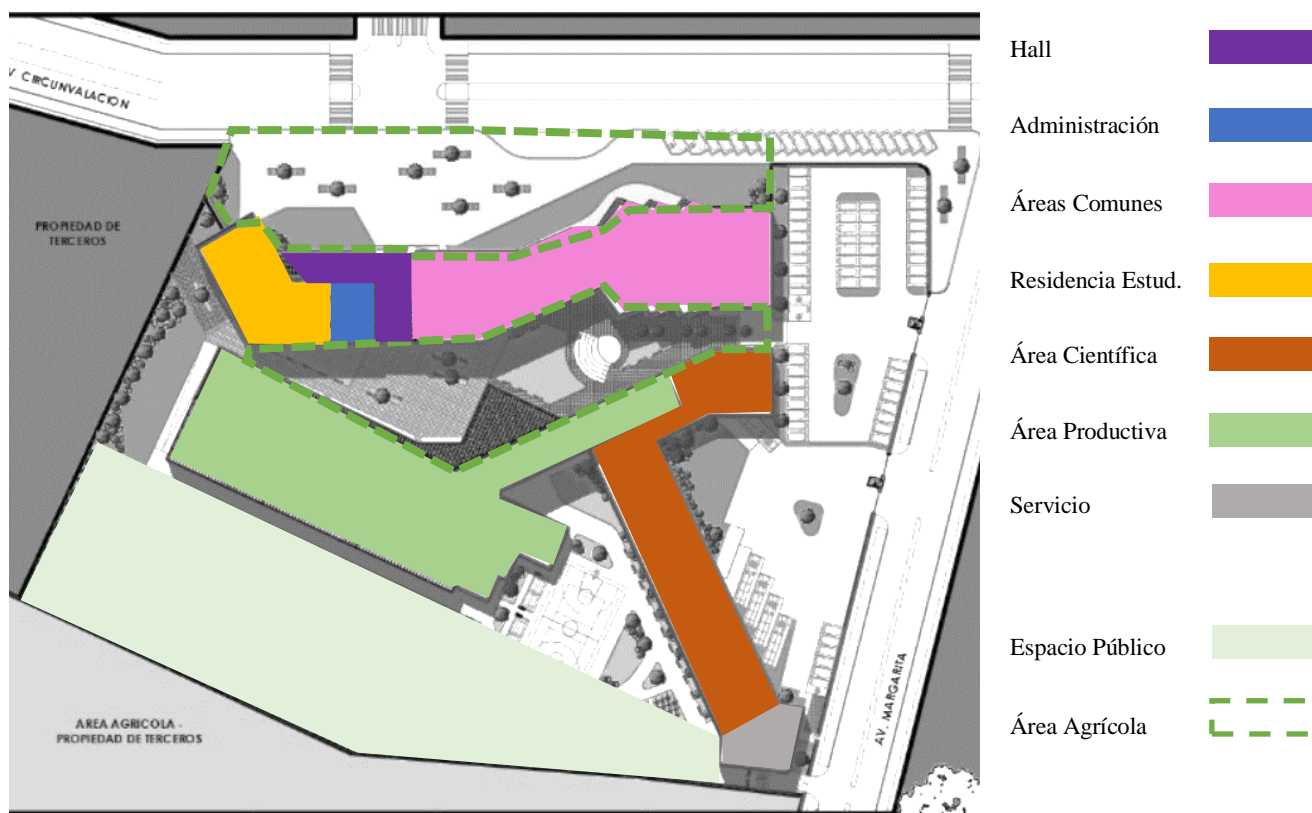 V. CIRCUNVALACION
PROPIEDAD DE
TERCEROS
AREA AGRICOLA -
PROPIEDAD DE TERCEROS
AV. MARGARITA
Hall
Administración
Áreas Comunes
Residencia Estud.
Área Científica
Área Productiva
Servicio
Espacio Público
Área Agrícola